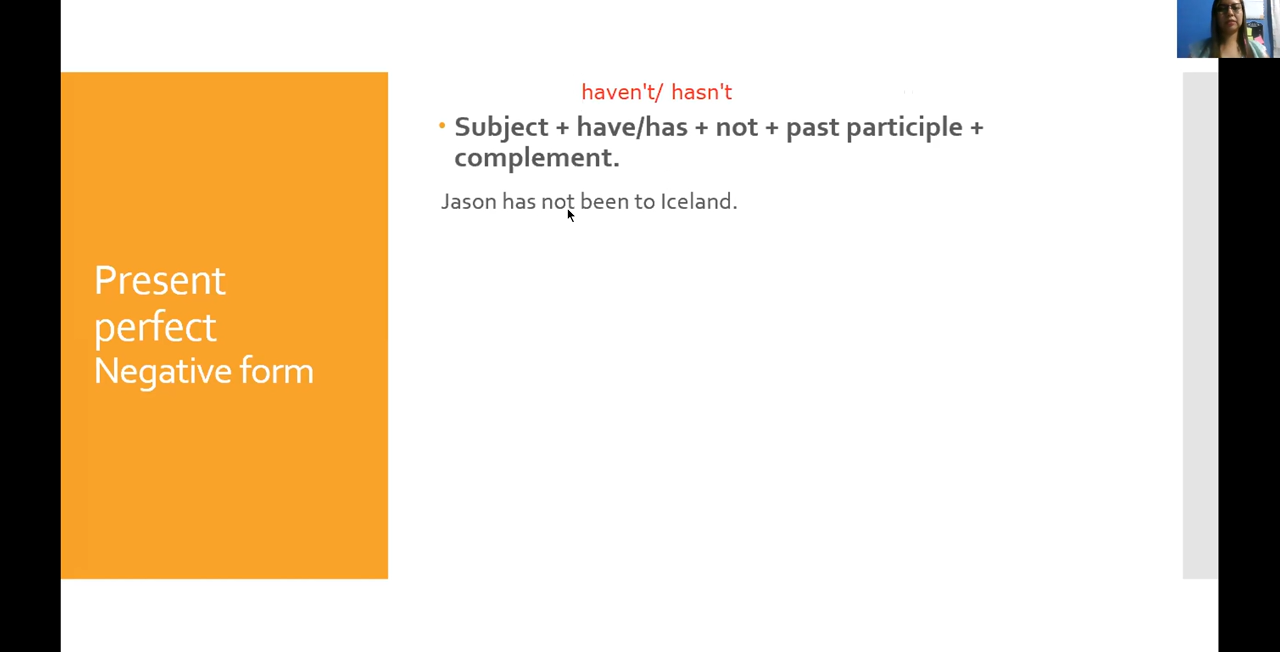 haven't/ hasn't
• Subject + have/has + not + past participle +
complement.
Jason has not been to Iceland.
Present
perfect
Negative form